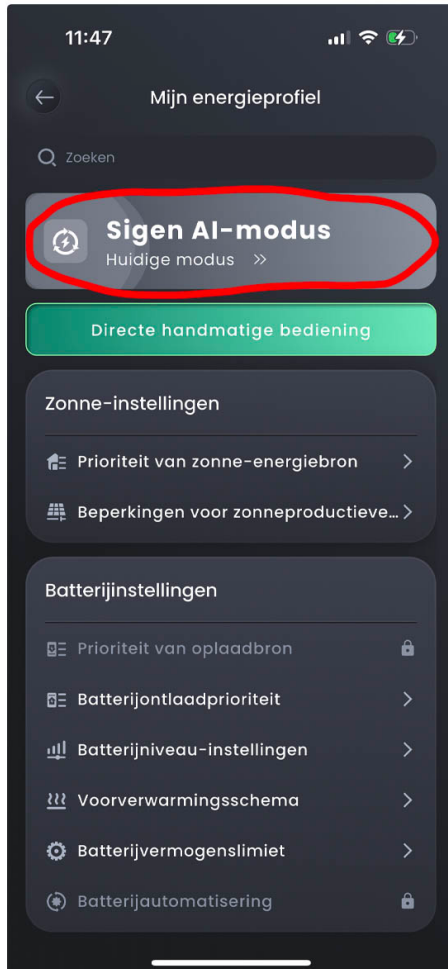 11:47
Mijn energieprofiel
Zoeken
Sigen AI-modus
Huidige modus »
Directe handmatige bediening
Zonne-instellingen
Prioriteit van zonne-energiebron
Beperkingen voor zonneproductieve...
Batterijinstellingen
Prioriteit van oplaadbron
Batterijontlaadprioriteit
Batterijniveau-instellingen
Voorverwarmingsschema
Batterijvermogenslimiet
Batterijautomatisering